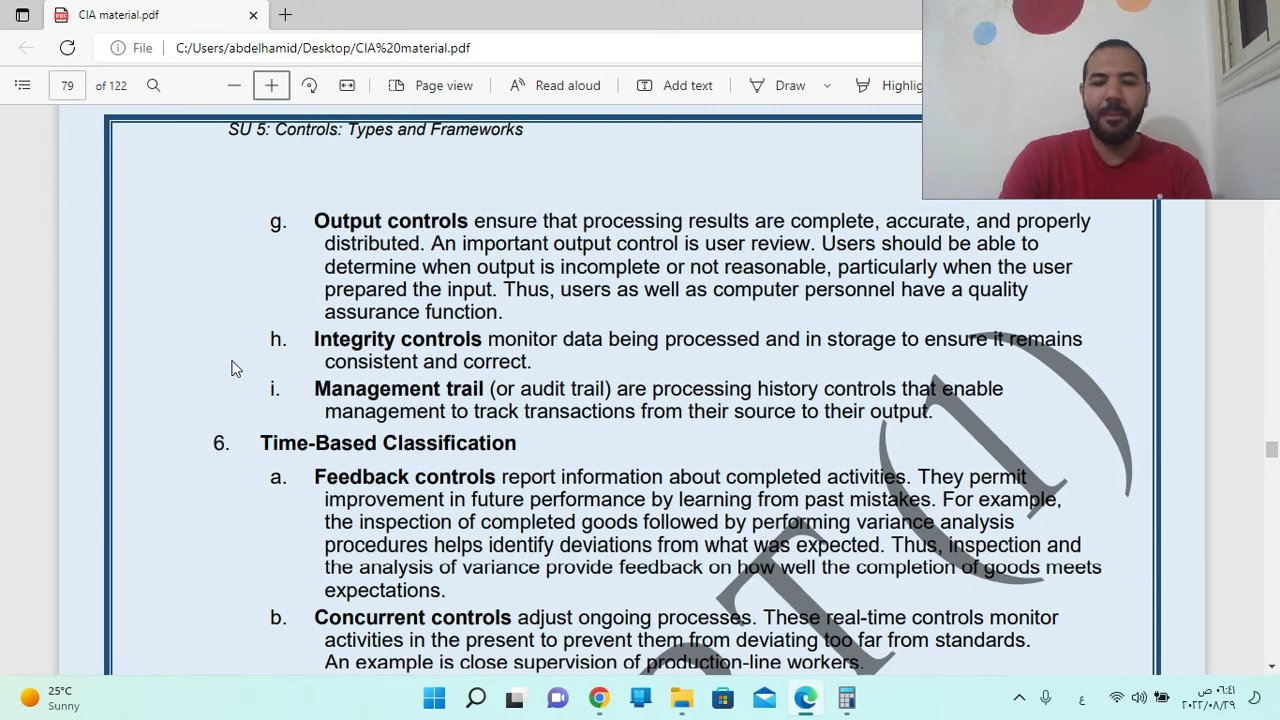 CIA material.pdf
File
C:/Users/abdelhamid/Desktop/CIA%20material.pdf
79
of 122
Page view
Read aloud
Add text
Draw
Highlig
SU 5: Controls: Types and Frameworks
g. Output controls ensure that processing results are complete, accurate, and properly
distributed. An important output control is user review. Users should be able to
determine when output is incomplete or not reasonable, particularly when the user
prepared the input. Thus, users as well as computer personnel have a quality
assurance function.
h. Integrity controls monitor data being processed and in storage to ensure it remains
consistent and correct.
i. Management trail (or audit trail) are processing history controls that enable
management to track transactions from their source to their output.
6. Time-Based Classification
a. Feedback controls report information about completed activities. They permit
improvement in future performance by learning from past mistakes. For example,
the inspection of completed goods followed by performing variance analysis
procedures helps identify deviations from what was expected. Thus, inspection and
the analysis of variance provide feedback on how well the completion of goods meets
expectations.
b. Concurrent controls adjust ongoing processes. These real-time controls monitor
activities in the present to prevent them from deviating too far from standards.
An example is close supervision of production-line workers.
PT (I)
25°C
Sunny
ع
٠٦:٤١ ص
٢٠٢٢/٠٨/٢٩